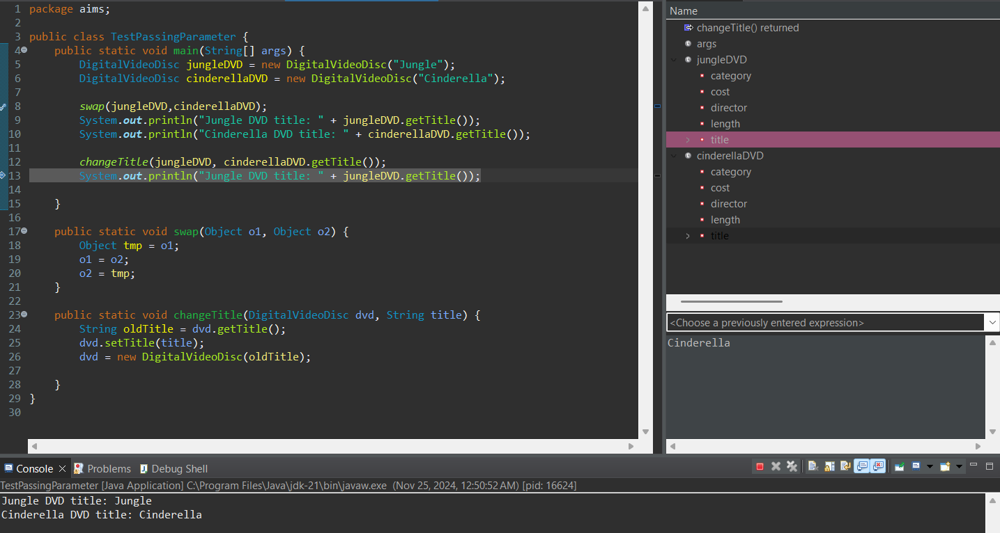 1 package aims;
2
3 public class TestPassingParameter {
4     public static void main(String[] args) {
5         DigitalVideoDisc jungleDVD = new DigitalVideoDisc("Jungle");
6         DigitalVideoDisc cinderellaDVD = new DigitalVideoDisc("Cinderella");
7
8         swap(jungleDVD,cinderellaDVD);
9         System.out.println("Jungle DVD title: " + jungleDVD.getTitle());
10         System.out.println("Cinderella DVD title: " + cinderellaDVD.getTitle());
11
12         changeTitle(jungleDVD, cinderellaDVD.getTitle());
13         System.out.println("Jungle DVD title: " + jungleDVD.getTitle());
14
15     }
16
17     public static void swap(Object o1, Object o2) {
18         Object tmp = o1;
19         o1 = o2;
20         o2 = tmp;
21     }
22
23     public static void changeTitle(DigitalVideoDisc dvd, String title) {
24         String oldTitle = dvd.getTitle();
25         dvd.setTitle(title);
26         dvd = new DigitalVideoDisc(oldTitle);
27
28     }
29 }
30
Name
changeTitle() returned
args
jungleDVD
category
cost
director
length
title
cinderellaDVD
category
cost
director
length
title
<Choose a previously entered expression>
Cinderella
Console Problems Debug Shell
TestPassingParameter [Java Application] C:\Program Files\Java\jdk-21\bin\javaw.exe (Nov 25, 2024, 12:50:52 AM) [pid: 16624]
Jungle DVD title: Jungle
Cinderella DVD title: Cinderella